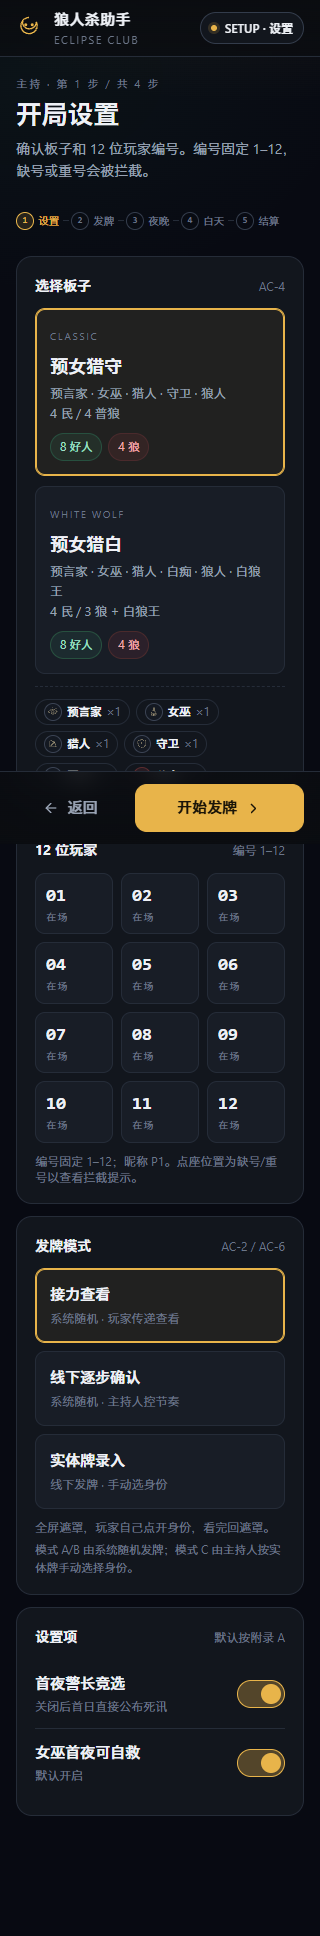 狼人杀助手
ECLIPSE CLUB
SETUP · 设置
主持 · 第 1 步 / 共 4 步
开局设置
确认板子和 12 位玩家编号。编号固定 1–12,
缺号或重号会被拦截。
1 设置 2 发牌 3 夜晚 4 白天 5 结算
选择板子
AC-4
CLASSIC
预女猎守
预言家 · 女巫 · 猎人 · 守卫 · 狼人
4 民 / 4 普狼
8 好人
4 狼
WHITE WOLF
预女猎白
预言家 · 女巫 · 猎人 · 白痴 · 狼人 · 白狼
王
4 民 / 3 狼 + 白狼王
8 好人
4 狼
预言家 ×1
女巫 ×1
猎人 ×1
守卫 ×1
← 返回
开始发牌 >
12 位玩家
编号 1–12
01
在场
02
在场
03
在场
04
在场
05
在场
06
在场
07
在场
08
在场
09
在场
10
在场
11
在场
12
在场
编号固定 1–12；昵称 P1。点座位置为缺号/重
号以查看拦截提示。
发牌模式
AC-2 / AC-6
接力查看
系统随机 · 玩家传递查看
线下逐步确认
系统随机 · 主持人控节奏
实体牌录入
线下发牌 · 手动选身份
全屏遮罩，玩家自己点开身份，看完回遮罩。
模式 A/B 由系统随机发牌；模式 C 由主持人按实
体牌手动选择身份。
设置项
默认按附录 A
首夜警长竞选
关闭后首日直接公布死讯
女巫首夜可自救
默认开启